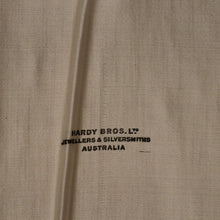 HARDY BROS. LTD
JEWELLERS & SILVERSMITHS
AUSTRALIA